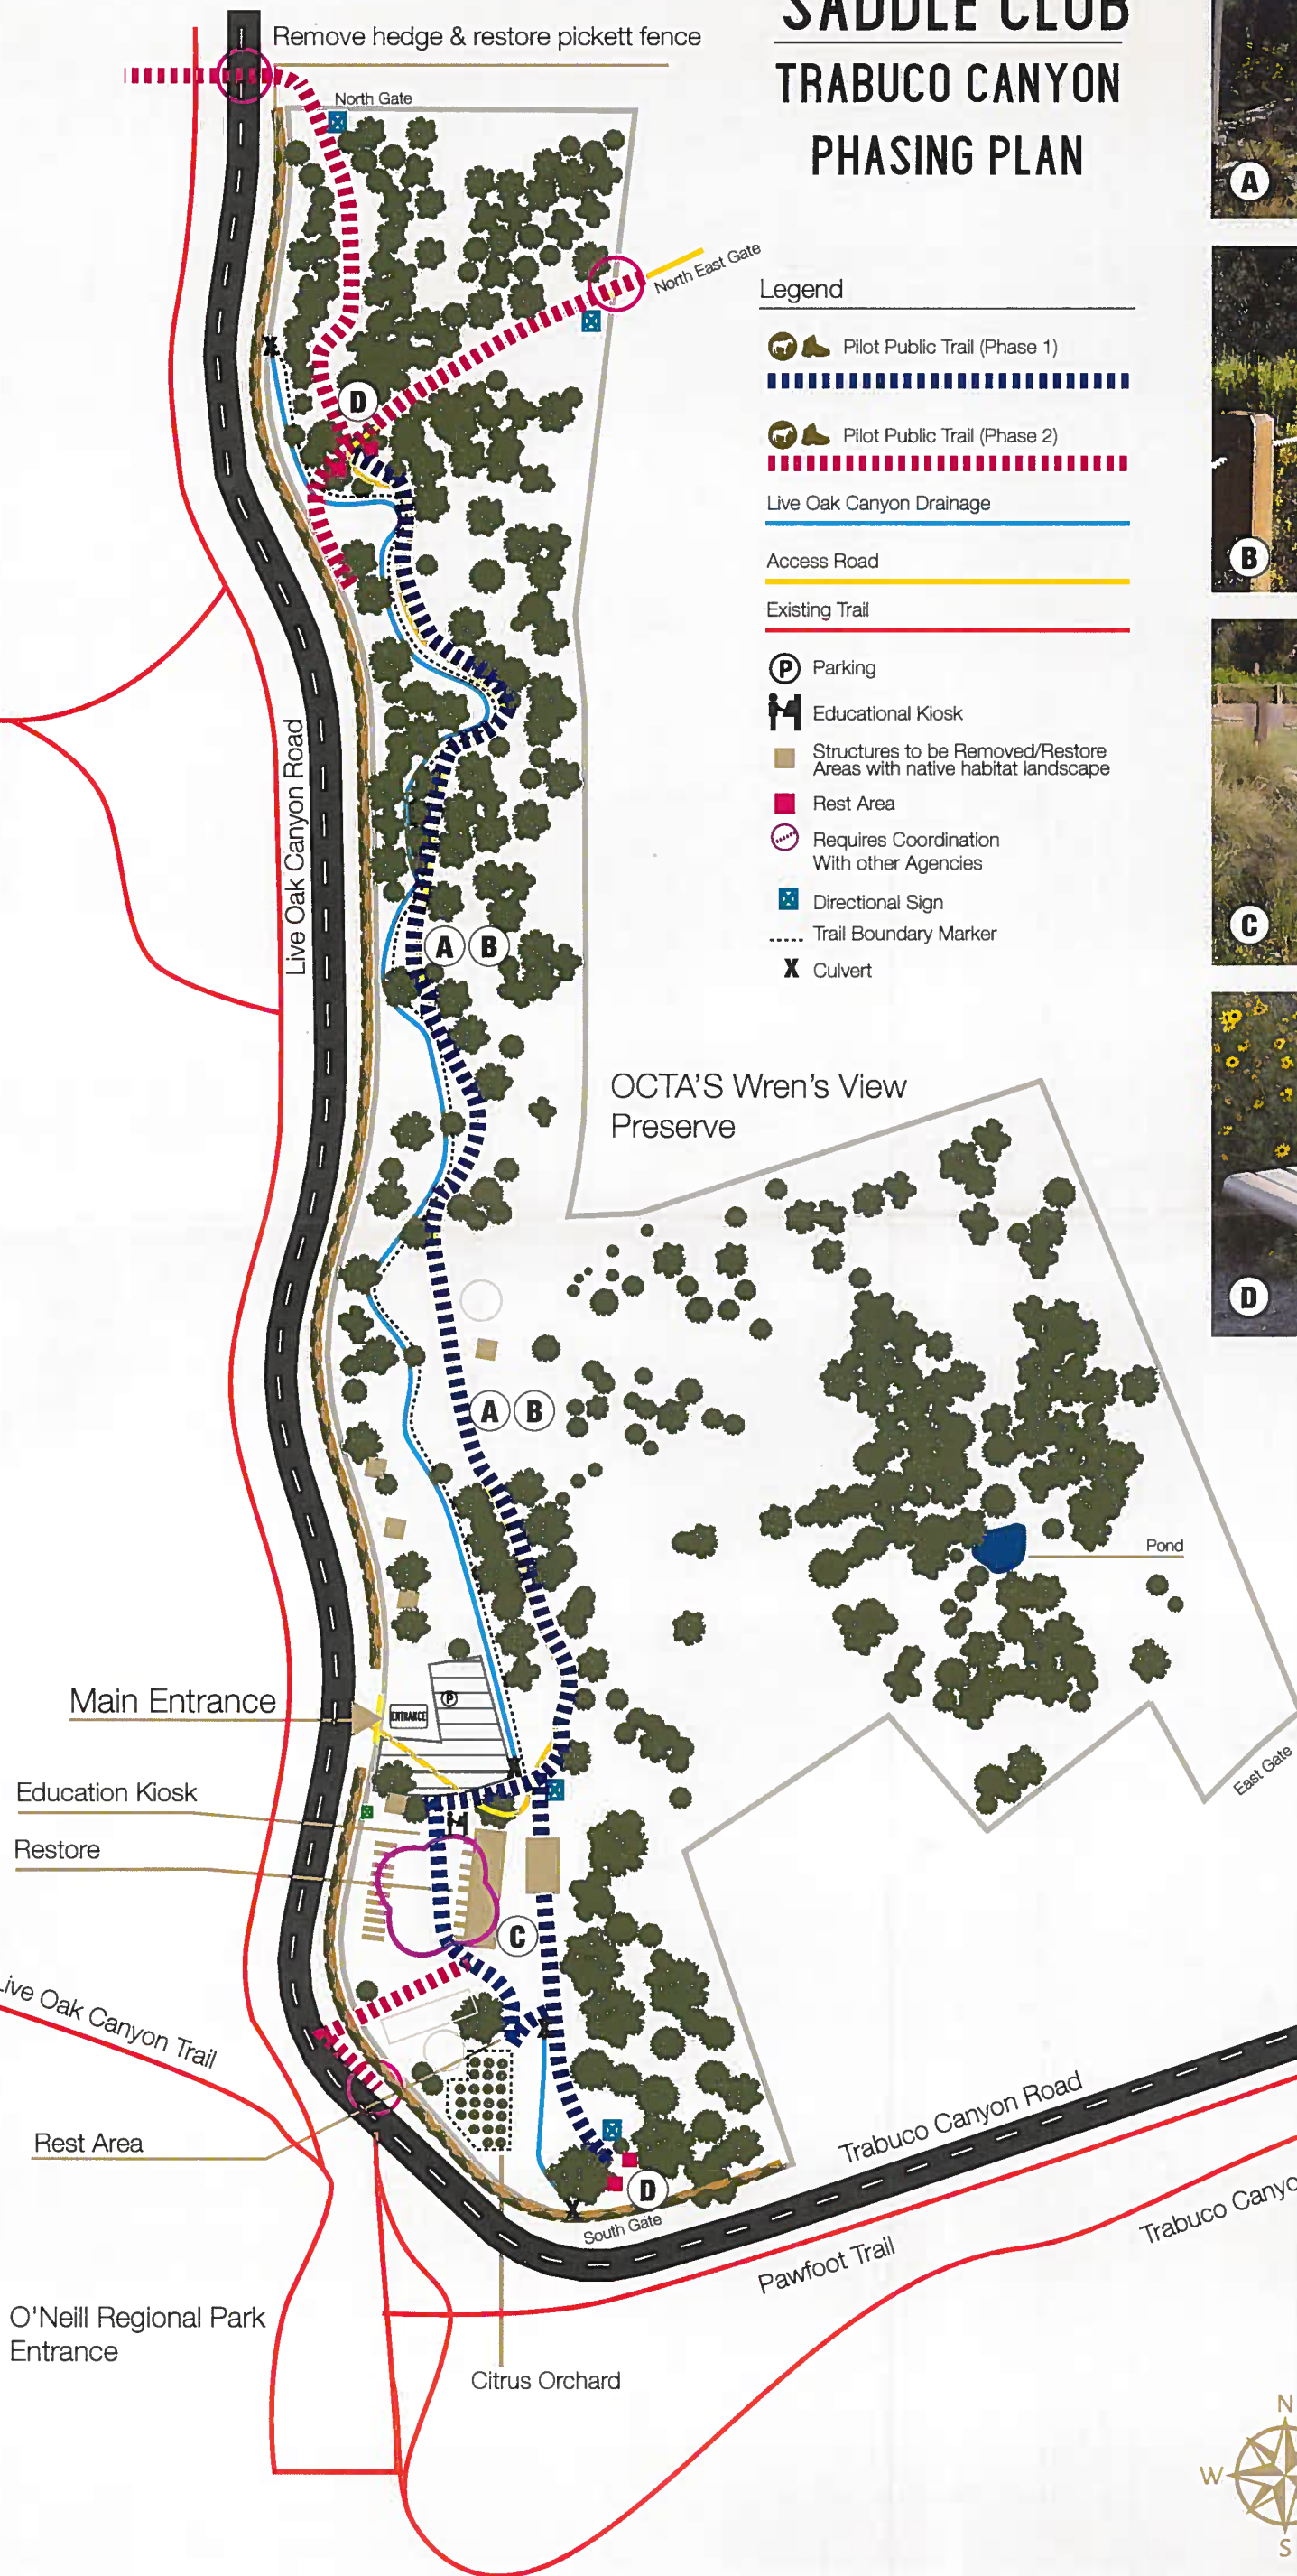 SADDLE CLUB
TRABUCO CANYON
PHASING PLAN
Remove hedge & restore pickett fence
North Gate
North East Gate
Legend
Pilot Public Trail (Phase 1)
Pilot Public Trail (Phase 2)
Live Oak Canyon Drainage
Access Road
Existing Trail
P Parking
Educational Kiosk
Structures to be Removed/Restore
Areas with native habitat landscape
Rest Area
Requires Coordination
With other Agencies
Directional Sign
Trail Boundary Marker
X Culvert
A
B
C
D
X
D
Live Oak Canyon Road
A B
OCTA'S Wren's View
Preserve
A B
Pond
Main Entrance
ENTRANCE
P
X
East Gate
Education Kiosk
Restore
C
Live Oak Canyon Trail
X
Rest Area
D
X
South Gate
Trabuco Canyon Road
Pawfoot Trail
Trabuco Canyo
O'Neill Regional Park
Entrance
Citrus Orchard
N
W
S